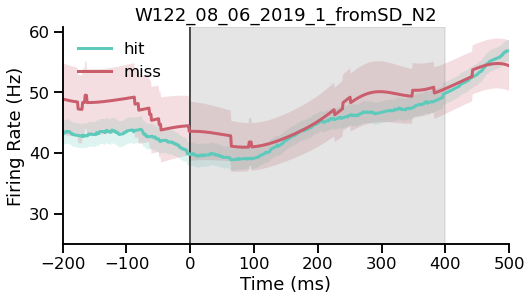 W122_08_06_2019_1_fromSD_N2
hit
miss
Firing Rate (Hz)
60
50
40
30
−200 −100 0 100 200 300 400 500
Time (ms)